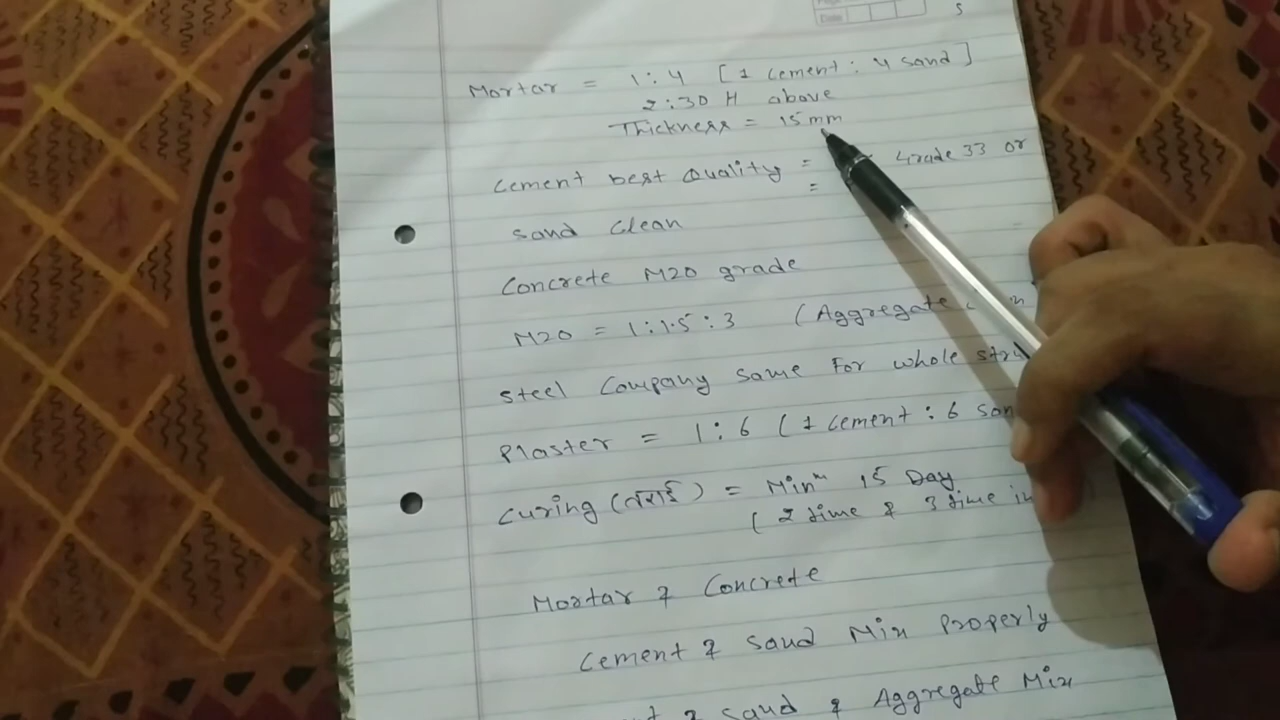 Date
5
Mortar = 1:4 [1 cement : 4 sand]
2:30 H above
Thickness = 15mm
Cement best Quality = Grade 33 or
=
Sand Clean
Concrete M20 grade
M20 = 1:1.5:3 (Aggregate
Steel Company same For whole
Plaster = 1:6 (1 cement : 6
Curing (तराई) = Minm 15 Day
( 2 time & 3 time in
Mortar & Concrete
Cement & sand Mix Properly
& sand & Aggregate Mix